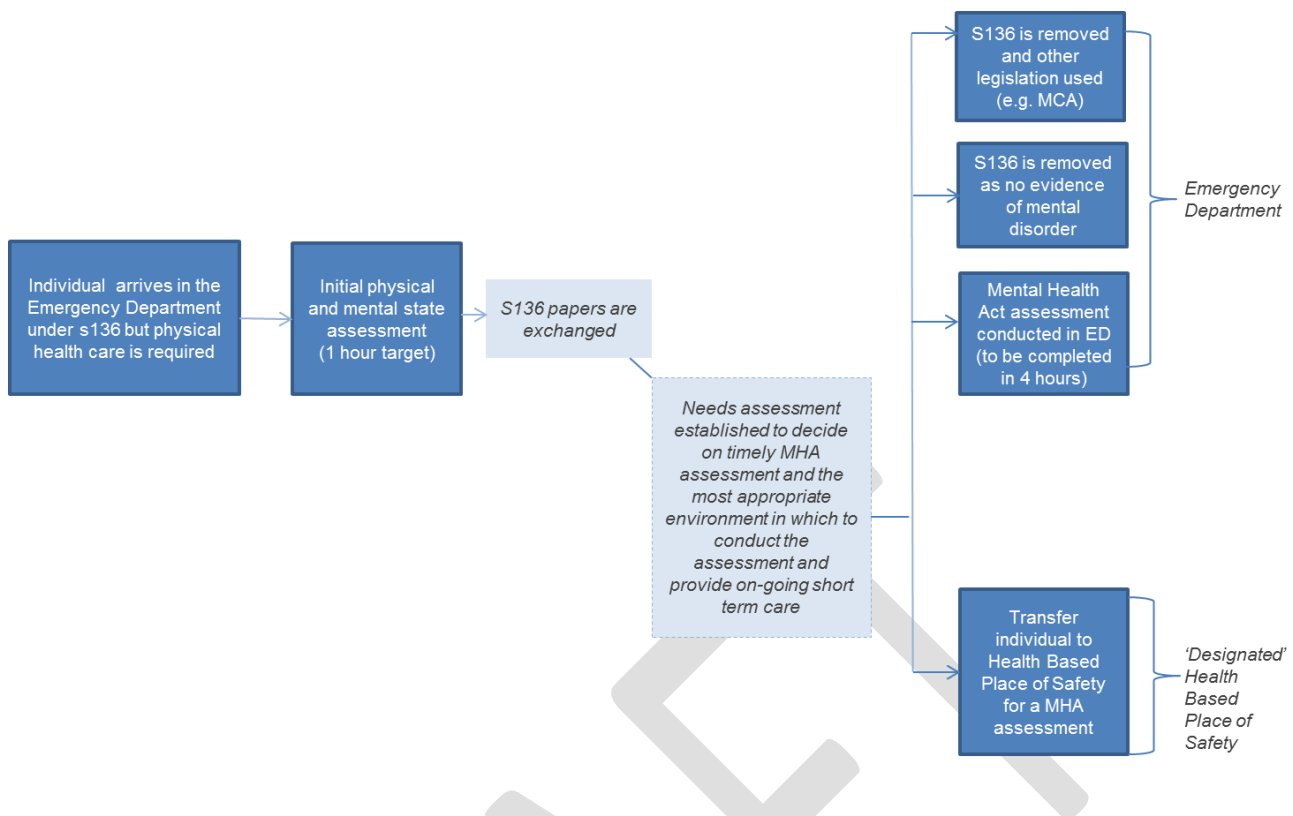 Individual arrives in the
Emergency Department
under s136 but physical
health care is required
Initial physical
and mental state
assessment
(1 hour target)
S136 papers are
exchanged
Needs assessment
established to decide
on timely MHA
assessment and the
most appropriate
environment in which to
conduct the
assessment and
provide on-going short
term care
S136 is removed
and other
legislation used
(e.g. MCA)
S136 is removed
as no evidence
of mental
disorder
Mental Health
Act assessment
conducted in ED
(to be completed
in 4 hours)
Emergency
Department
Transfer
individual to
Health Based
Place of Safety
for a MHA
assessment
‘Designated’
Health
Based
Place of
Safety